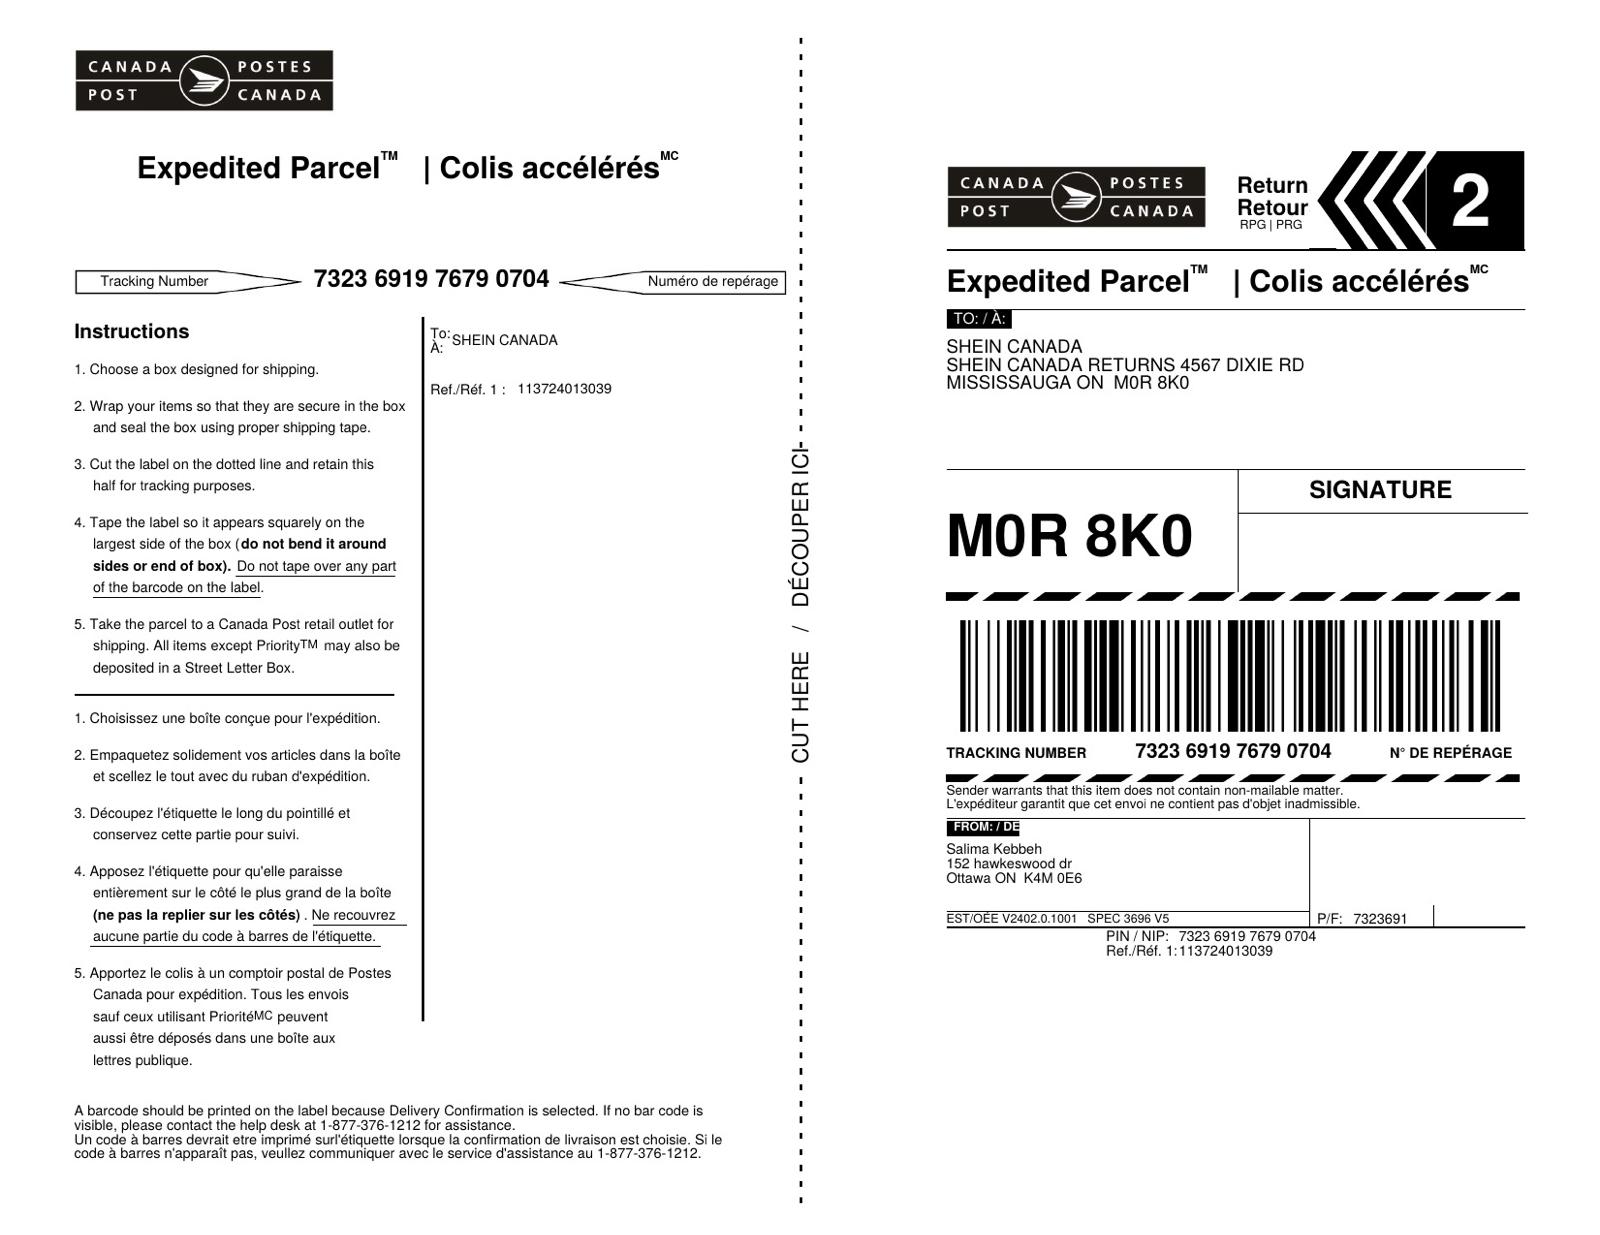 CANADA POSTES
POST CANADA
Expedited Parcel™ | Colis accélérés MC
Tracking Number 7323 6919 7679 0704 Numéro de repérage
Instructions
1. Choose a box designed for shipping.
2. Wrap your items so that they are secure in the box
and seal the box using proper shipping tape.
3. Cut the label on the dotted line and retain this
half for tracking purposes.
4. Tape the label so it appears squarely on the
largest side of the box (do not bend it around
sides or end of box). Do not tape over any part
of the barcode on the label.
5. Take the parcel to a Canada Post retail outlet for
shipping. All items except Priority™ may also be
deposited in a Street Letter Box.
1. Choisissez une boîte conçue pour l'expédition.
2. Empaquetez solidement vos articles dans la boîte
et scellez le tout avec du ruban d'expédition.
3. Découpez l'étiquette le long du pointillé et
conservez cette partie pour suivi.
4. Apposez l'étiquette pour qu'elle paraisse
entièrement sur le côté le plus grand de la boîte
(ne pas la replier sur les côtés) . Ne recouvrez
aucune partie du code à barres de l'étiquette.
5. Apportez le colis à un comptoir postal de Postes
Canada pour expédition. Tous les envois
sauf ceux utilisant PrioritéMC peuvent
aussi être déposés dans une boîte aux
lettres publique.
To:
À: SHEIN CANADA
Ref./Réf. 1 : 113724013039
A barcode should be printed on the label because Delivery Confirmation is selected. If no bar code is
visible, please contact the help desk at 1-877-376-1212 for assistance.
Un code à barres devrait etre imprimé surl'étiquette lorsque la confirmation de livraison est choisie. Si le
code à barres n'apparaît pas, veullez communiquer avec le service d'assistance au 1-877-376-1212.
CUT HERE / DÉCOUPER ICI
CANADA POSTES
POST CANADA
Return
Retour
RPG | PRG
2
Expedited Parcel™ | Colis accélérés MC
TO: / À:
SHEIN CANADA
SHEIN CANADA RETURNS 4567 DIXIE RD
MISSISSAUGA ON M0R 8K0
M0R 8K0
SIGNATURE
TRACKING NUMBER 7323 6919 7679 0704 N° DE REPÉRAGE
Sender warrants that this item does not contain non-mailable matter.
L'expéditeur garantit que cet envoi ne contient pas d'objet inadmissible.
FROM: / DE
Salima Kebbeh
152 hawkeswood dr
Ottawa ON K4M 0E6
EST/OÉE V2402.0.1001 SPEC 3696 V5
P/F: 7323691
PIN / NIP: 7323 6919 7679 0704
Ref./Réf. 1:113724013039